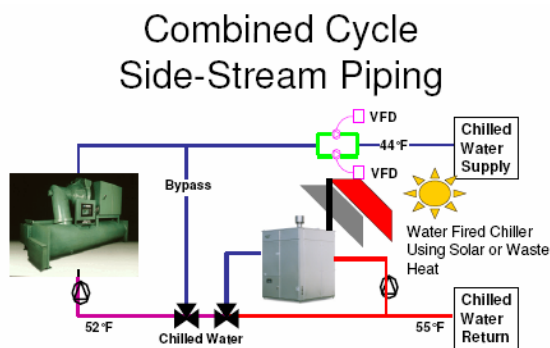 Combined Cycle
Side-Stream Piping
VFD
44°F
VFD
Chilled
Water
Supply
Bypass
Water Fired Chiller
Using Solar or Waste
Heat
52°F
Chilled Water
55°F
Chilled
Water
Return